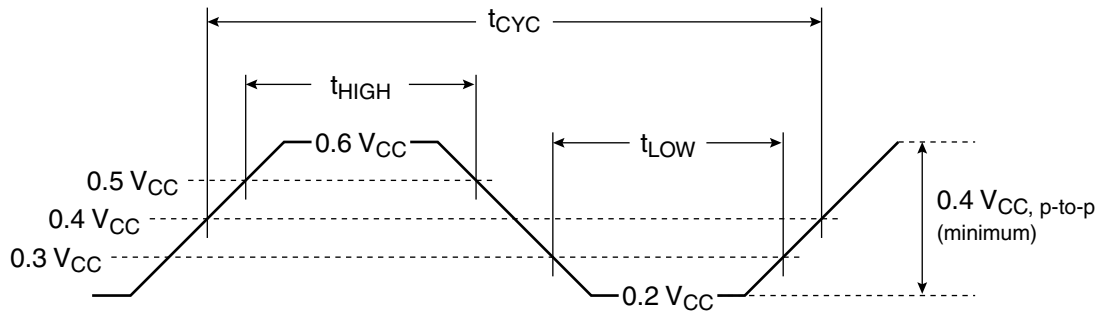 tCYC
tHIGH
0.6 VCC
tLOW
0.5 VCC
0.4 VCC
0.3 VCC
0.4 VCC, p-to-p
(minimum)
0.2 VCC